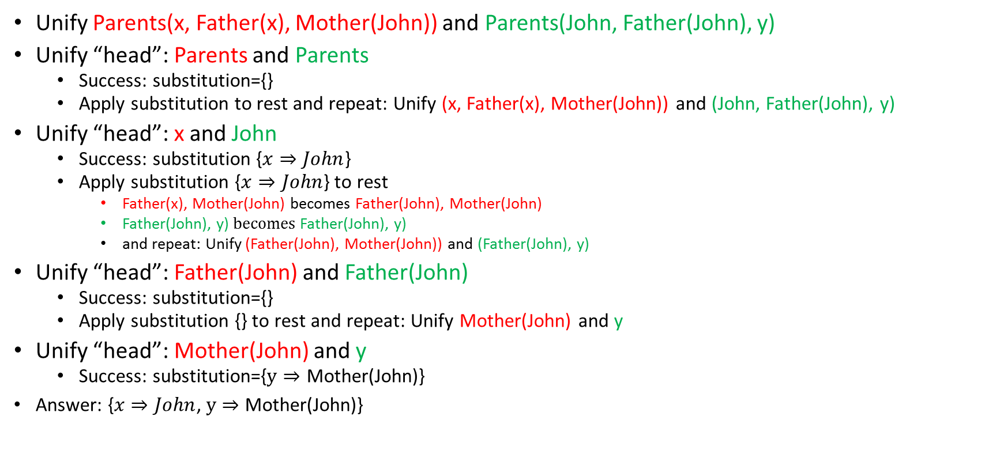 • Unify Parents(x, Father(x), Mother(John)) and Parents(John, Father(John), y)
• Unify “head”: Parents and Parents
• Success: substitution={}
• Apply substitution to rest and repeat: Unify (x, Father(x), Mother(John)) and (John, Father(John), y)
• Unify “head”: x and John
• Success: substitution {x ⇒ John}
• Apply substitution {x ⇒ John} to rest
• Father(x), Mother(John) becomes Father(John), Mother(John)
• Father(John), y) becomes Father(John), y)
• and repeat: Unify (Father(John), Mother(John)) and (Father(John), y)
• Unify “head”: Father(John) and Father(John)
• Success: substitution={}
• Apply substitution {} to rest and repeat: Unify Mother(John) and y
• Unify “head”: Mother(John) and y
• Success: substitution={y ⇒ Mother(John)}
• Answer: {x ⇒ John, y ⇒ Mother(John)}